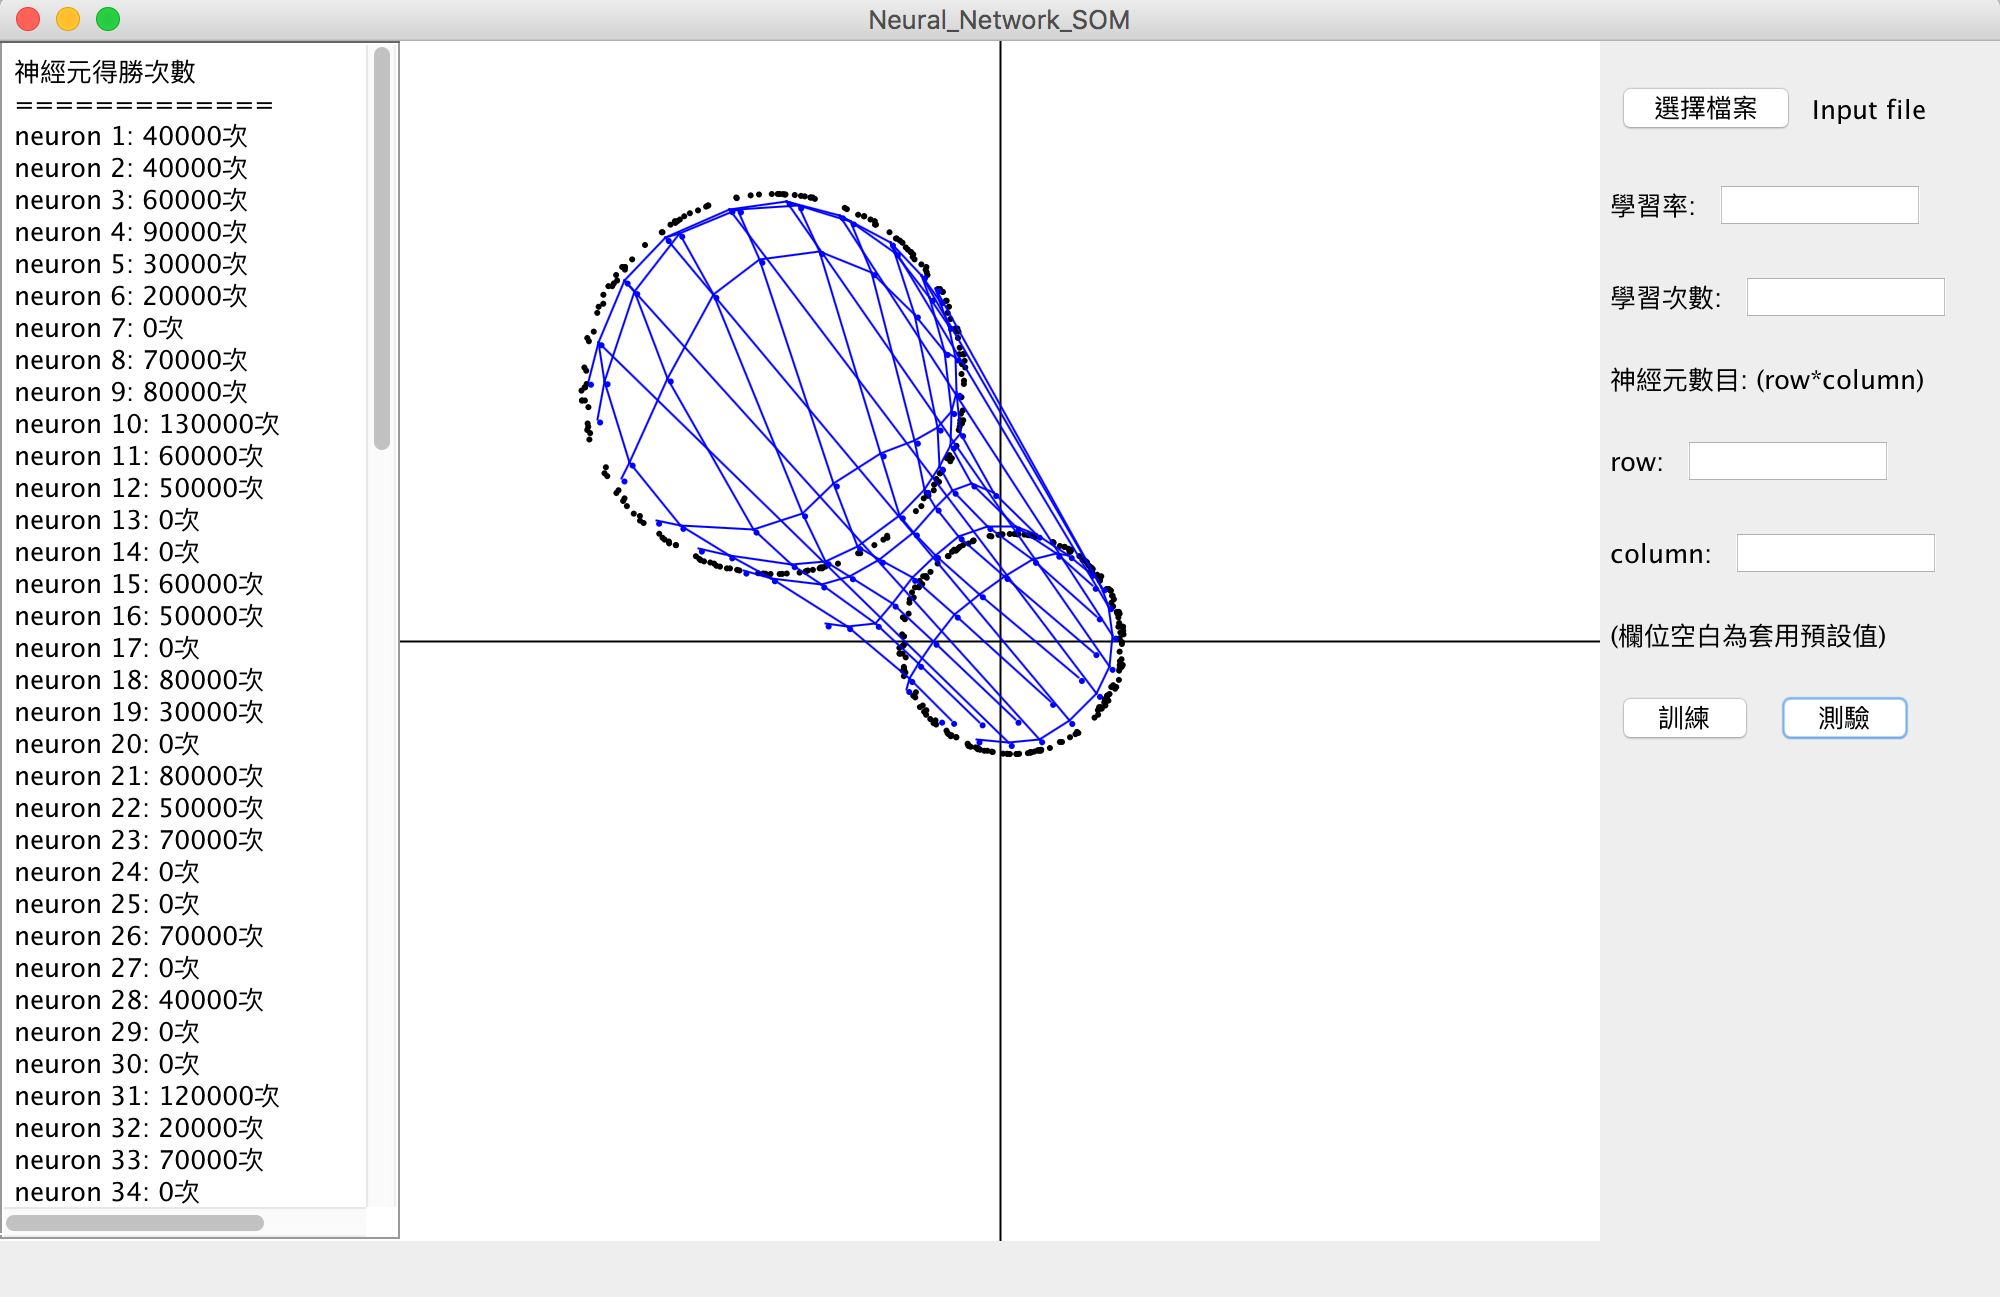 Neural_Network_SOM
神經元得勝次數
=============
neuron 1: 40000次
neuron 2: 40000次
neuron 3: 60000次
neuron 4: 90000次
neuron 5: 30000次
neuron 6: 20000次
neuron 7: 0次
neuron 8: 70000次
neuron 9: 80000次
neuron 10: 130000次
neuron 11: 60000次
neuron 12: 50000次
neuron 13: 0次
neuron 14: 0次
neuron 15: 60000次
neuron 16: 50000次
neuron 17: 0次
neuron 18: 80000次
neuron 19: 30000次
neuron 20: 0次
neuron 21: 80000次
neuron 22: 50000次
neuron 23: 70000次
neuron 24: 0次
neuron 25: 0次
neuron 26: 70000次
neuron 27: 0次
neuron 28: 40000次
neuron 29: 0次
neuron 30: 0次
neuron 31: 120000次
neuron 32: 20000次
neuron 33: 70000次
neuron 34: 0次
選擇檔案 Input file
學習率:
學習次數:
神經元數目: (row*column)
row:
column:
(欄位空白為套用預設值)
訓練 測驗